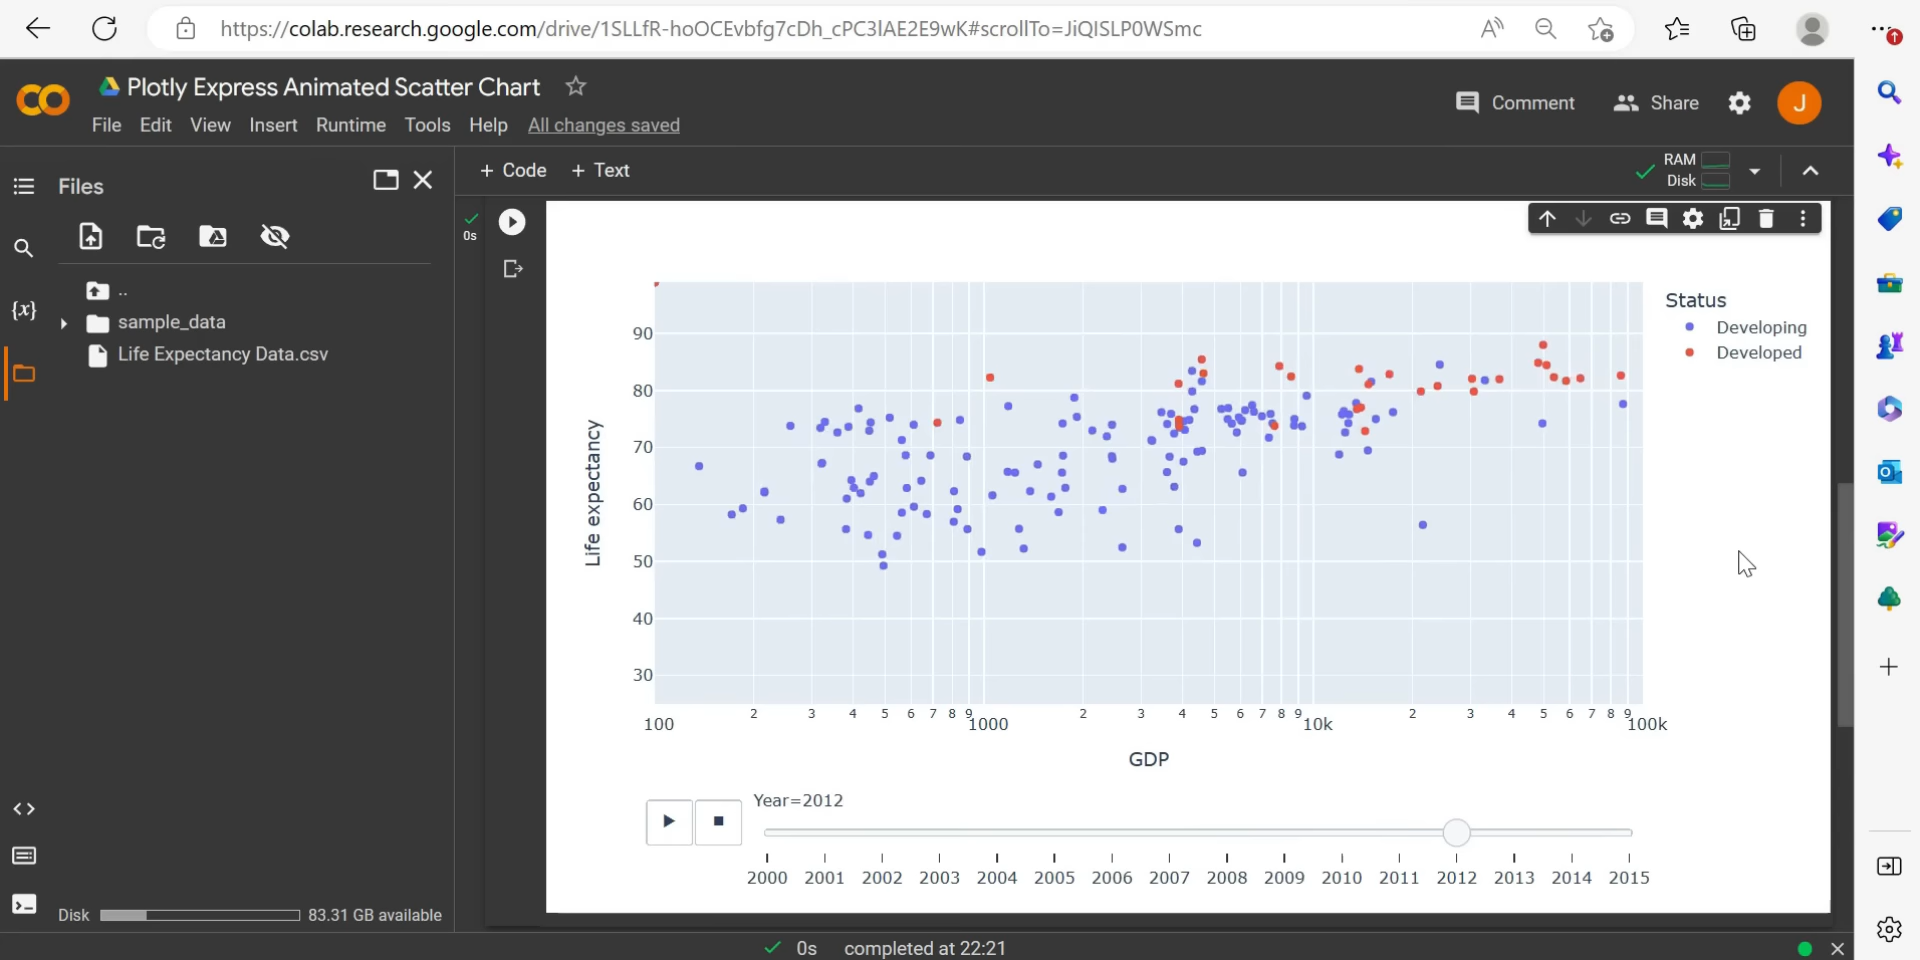 https://colab.research.google.com/drive/1SLLfR-hoOCEvbfg7cDh_cPC3lAE2E9wK#scrollTo=JiQISLP0WSmc
Plotly Express Animated Scatter Chart
Comment
Share
J
File Edit View Insert Runtime Tools Help All changes saved
Files
+ Code + Text
RAM
Disk
0s
..
{x}
sample_data
Life Expectancy Data.csv
Status
Developing
Developed
90
80
70
60
50
40
30
Life expectancy
2 3 4 5 6 7 8 9 2 3 4 5 6 7 8 9 2 3 4 5 6 7 8 9
100 1000 10k 100k
GDP
Year=2012
2000 2001 2002 2003 2004 2005 2006 2007 2008 2009 2010 2011 2012 2013 2014 2015
Disk 83.31 GB available
0s completed at 22:21